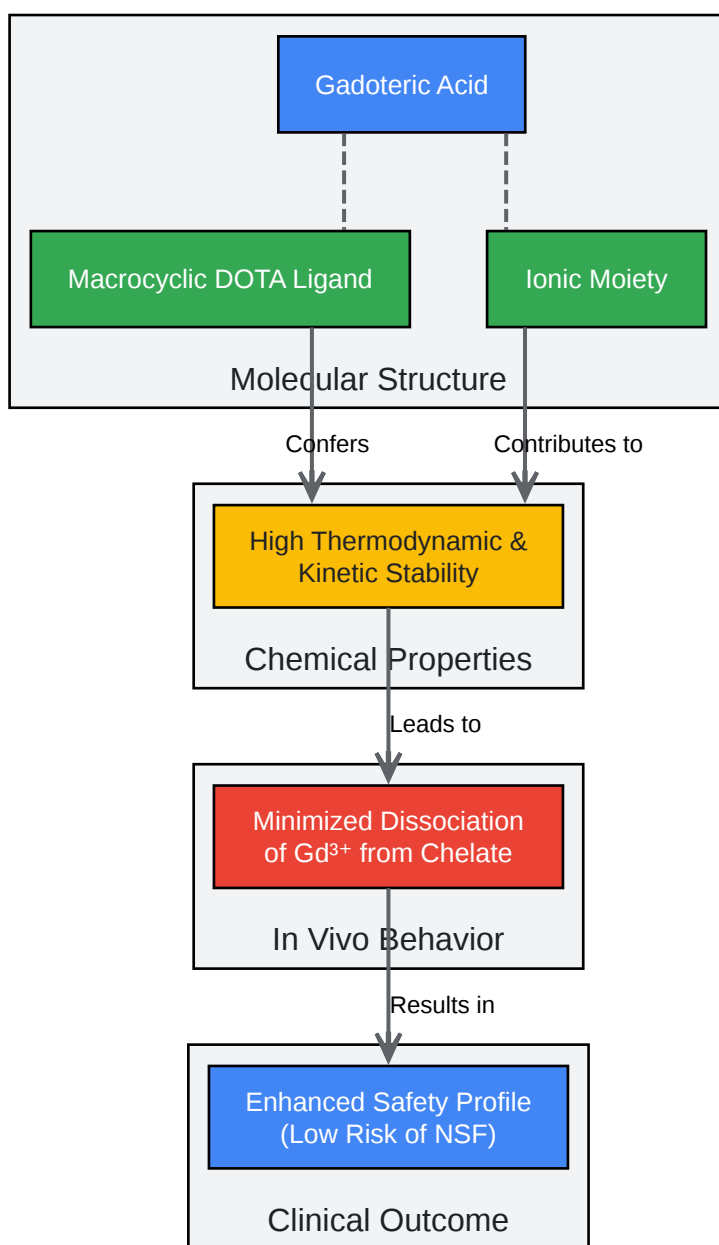 Gadoteric Acid
Macrocyclic DOTA Ligand
Ionic Moiety
Molecular Structure
Confers
Contributes to
High Thermodynamic &
Kinetic Stability
Chemical Properties
Leads to
Minimized Dissociation
of Gd³⁺ from Chelate
In Vivo Behavior
Results in
Enhanced Safety Profile
(Low Risk of NSF)
Clinical Outcome